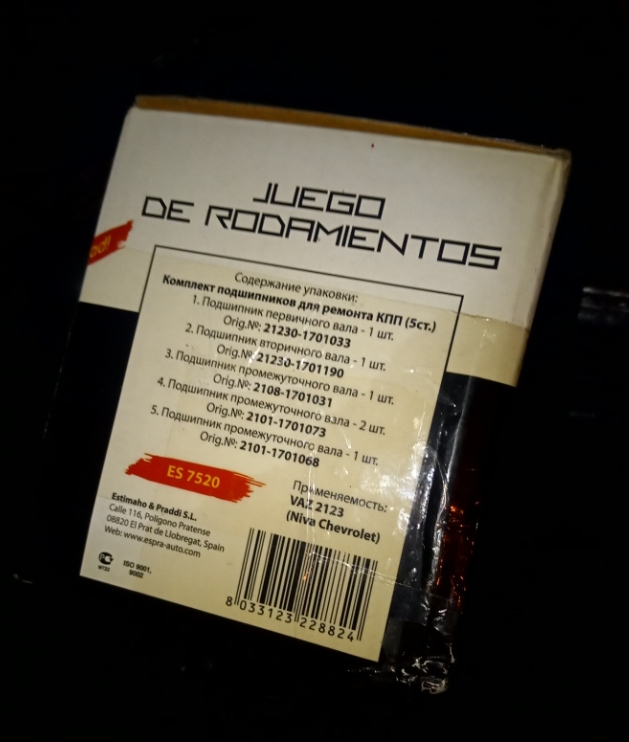 JUEGO
DE RODAMIENTOS
ed!
Содержание упаковки:
Комплект подшипников для ремонта КПП (5ст.)
1. Подшипник первичного вала - 1 шт.
Orig.№: 21230-1701033
2. Подшипник вторичного вала - 1 шт.
Orig.№: 21230-1701190
3. Подшипник промежуточного вала - 1 шт.
Orig.№: 2108-1701031
4. Подшипник промежуточного вала - 2 шт.
Orig.№: 2101-1701073
5. Подшипник промежуточного вала - 1 шт.
Orig.№: 2101-1701068
ES 7520
Применяемость:
VAZ 2123
(Niva Chevrolet)
Estimaho & Praddi S.L.
Calle 116, Poligono Pratense
08820 El Prat de Llobregat, Spain
Web: www.espra-auto.com
ISO 9001,
9002
8 033123 228824